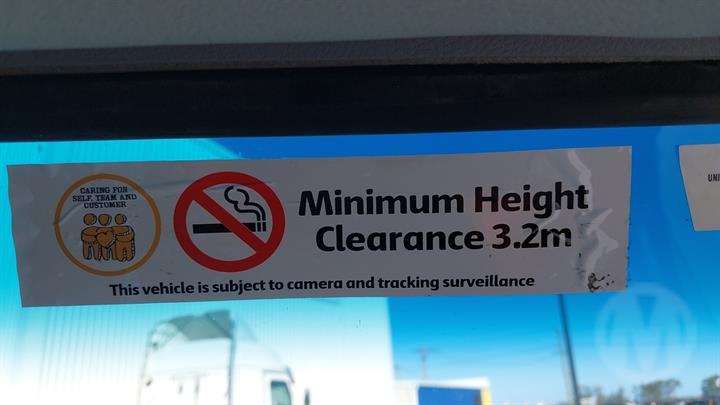 CARING FOR
SELF, TEAM AND
CUSTOMER
Minimum Height
Clearance 3.2m
This vehicle is subject to camera and tracking surveillance
UNI
M